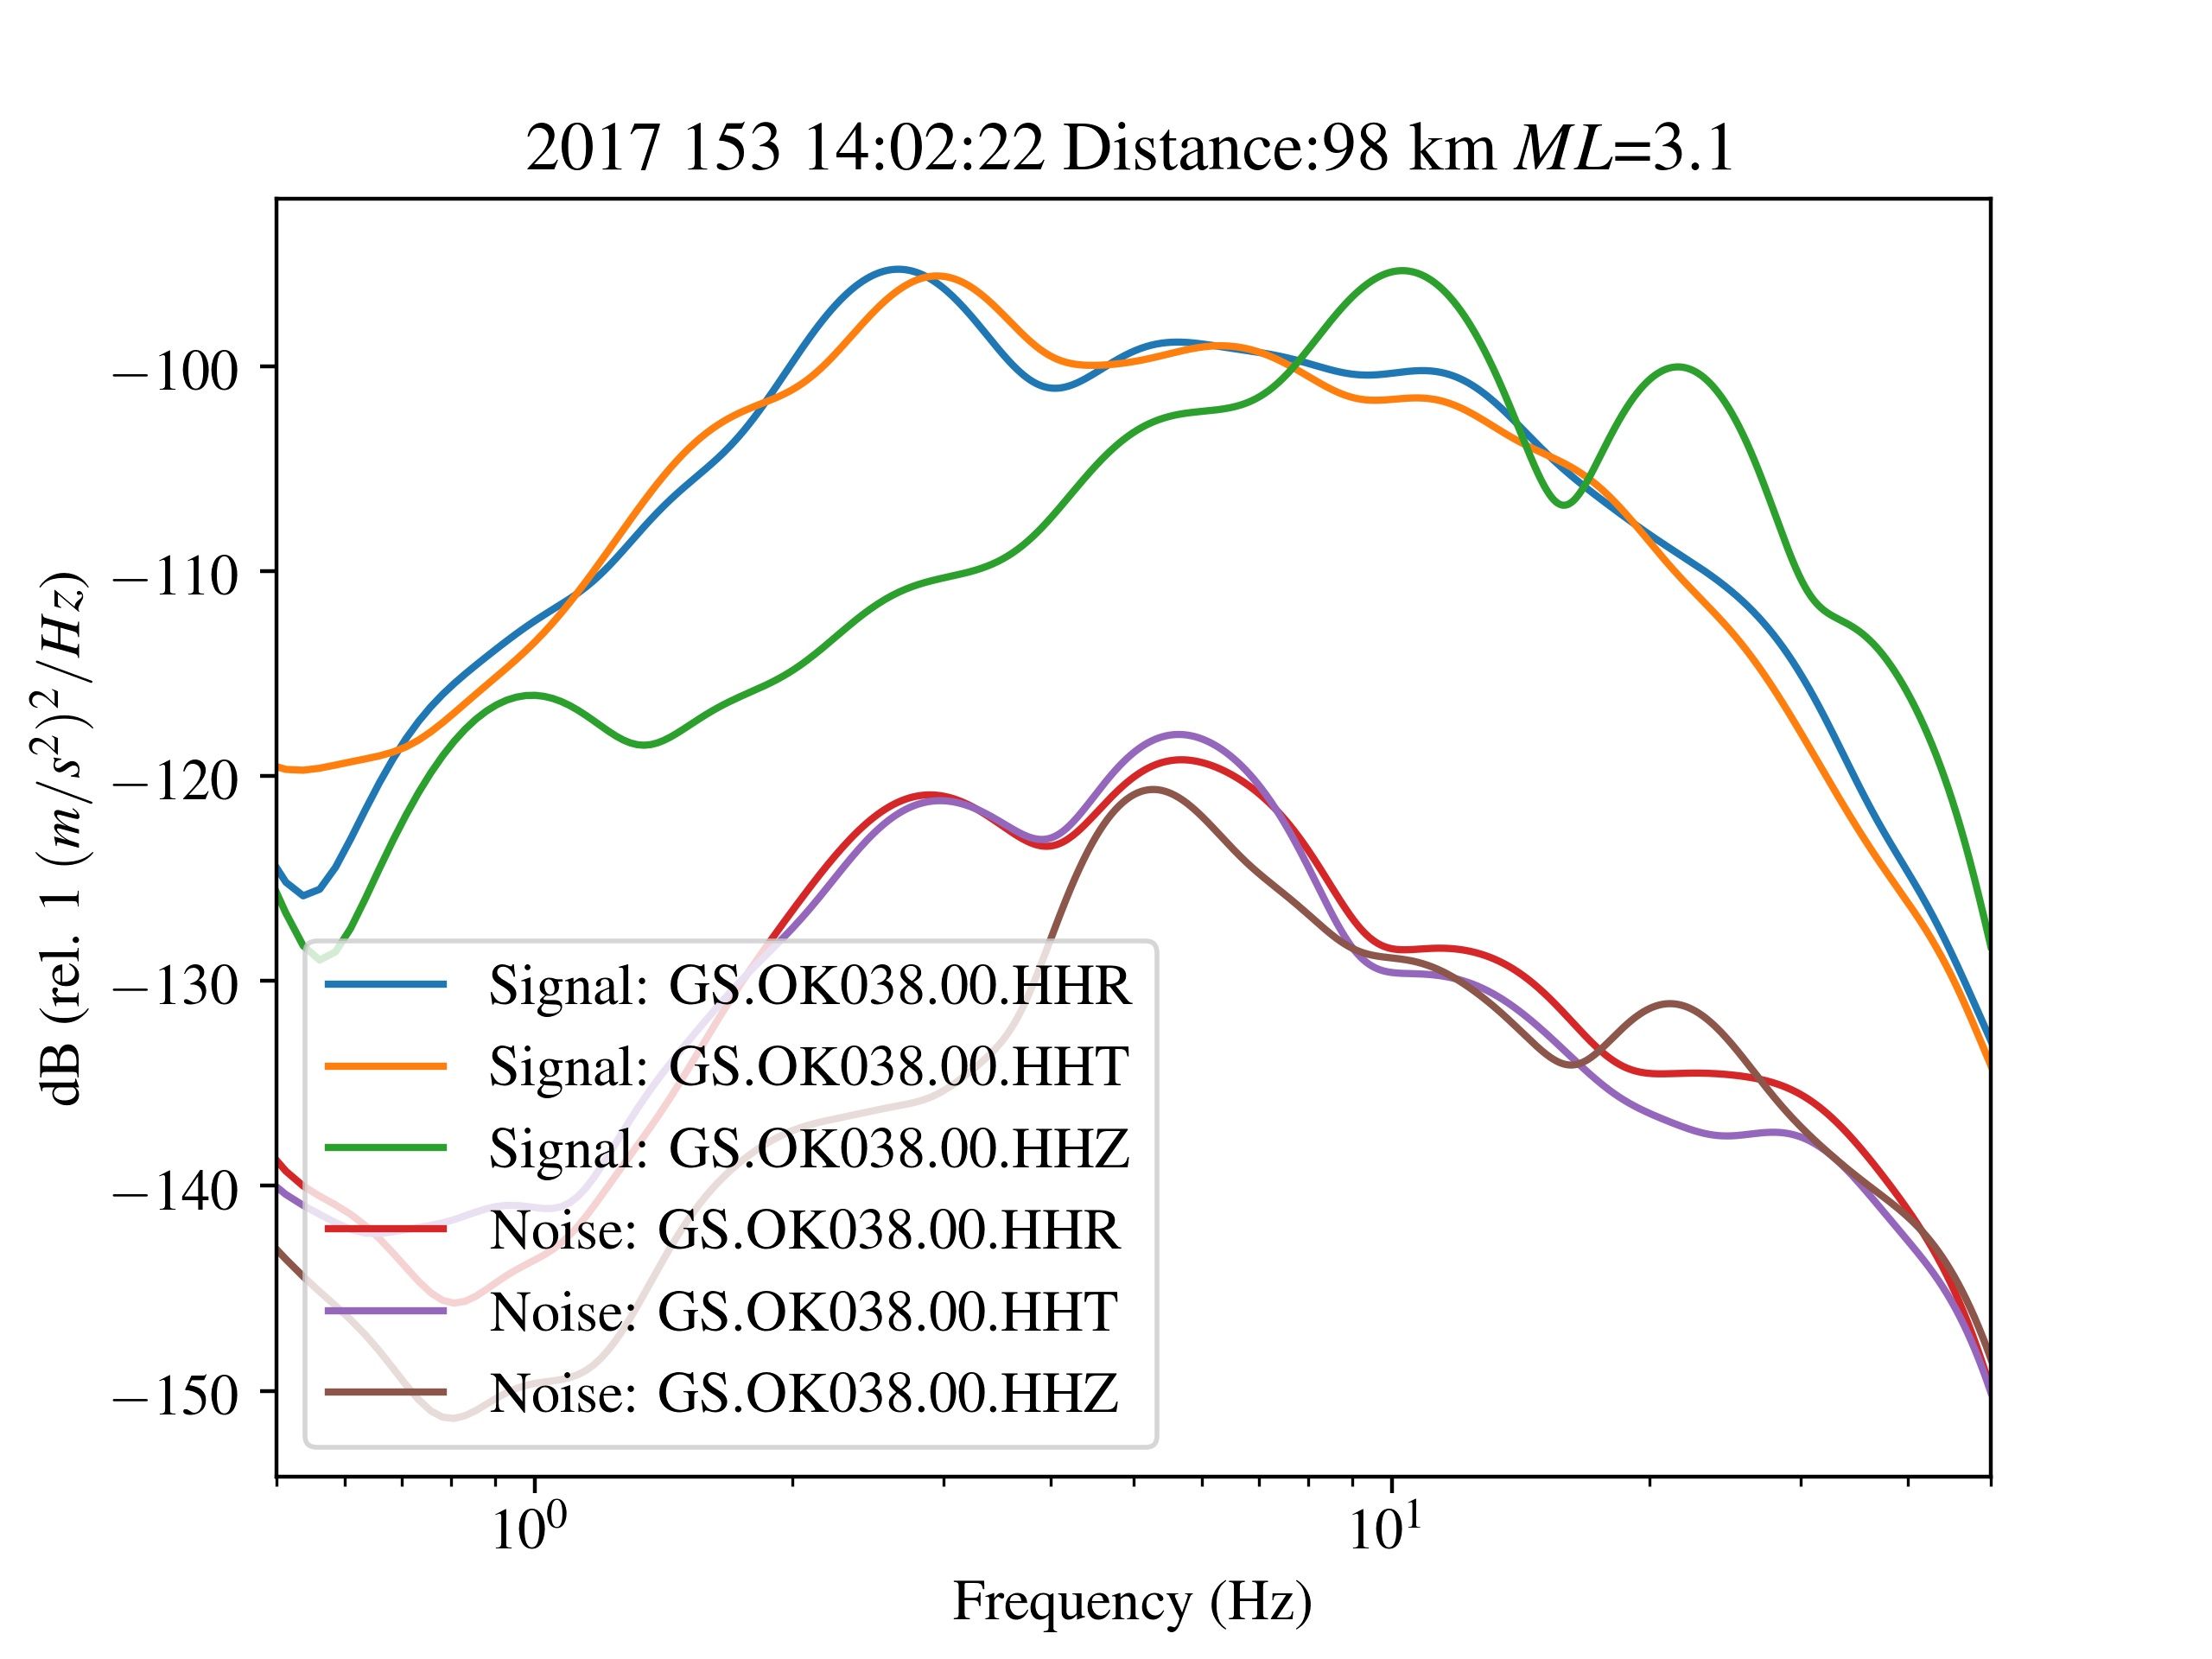 2017 153 14:02:22 Distance:98 km ML=3.1
dB (rel. 1 (m/s²)²/Hz)
−100
−110
−120
−130
−140
−150
Signal: GS.OK038.00.HHR
Signal: GS.OK038.00.HHT
Signal: GS.OK038.00.HHZ
Noise: GS.OK038.00.HHR
Noise: GS.OK038.00.HHT
Noise: GS.OK038.00.HHZ
10⁰ 10¹
Frequency (Hz)